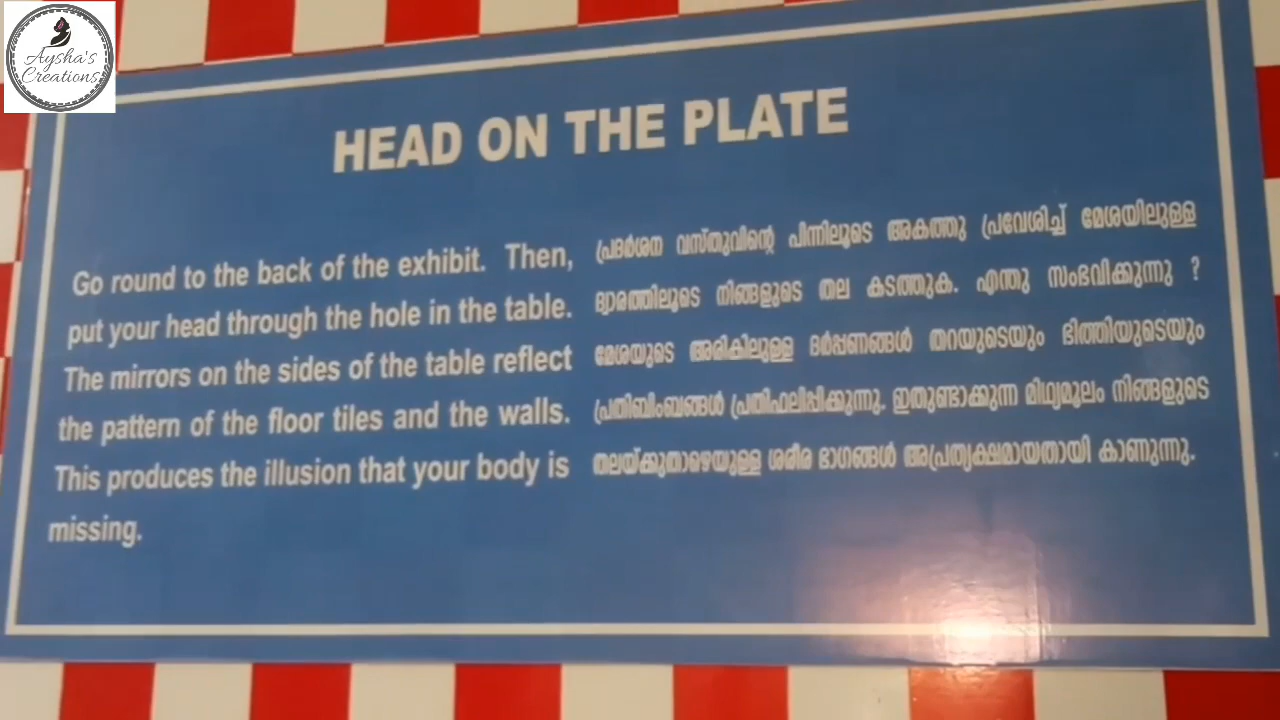 Aysha's
Creations
HEAD ON THE PLATE
Go round to the back of the exhibit. Then,
put your head through the hole in the table.
The mirrors on the sides of the table reflect
the pattern of the floor tiles and the walls.
This produces the illusion that your body is
missing.
പ്രദർശന വസ്തുവിന്റെ പിന്നിലൂടെ അകത്തു പ്രവേശിച്ച് മേശയിലുള്ള
ദ്വാരത്തിലൂടെ നിങ്ങളുടെ തല കടത്തുക. എന്തു സംഭവിക്കുന്നു ?
മേശയുടെ അരികിലുള്ള ദർപ്പണങ്ങൾ തറയുടെയും ഭിത്തിയുടെയും
പ്രതിബിംബങ്ങൾ പ്രതിഫലിപ്പിക്കുന്നു. ഇതുണ്ടാക്കുന്ന മിഥ്യമൂലം നിങ്ങളുടെ
തലയ്ക്കുതാഴെയുള്ള ശരീര ഭാഗങ്ങൾ അപ്രത്യക്ഷമായതായി കാണുന്നു.